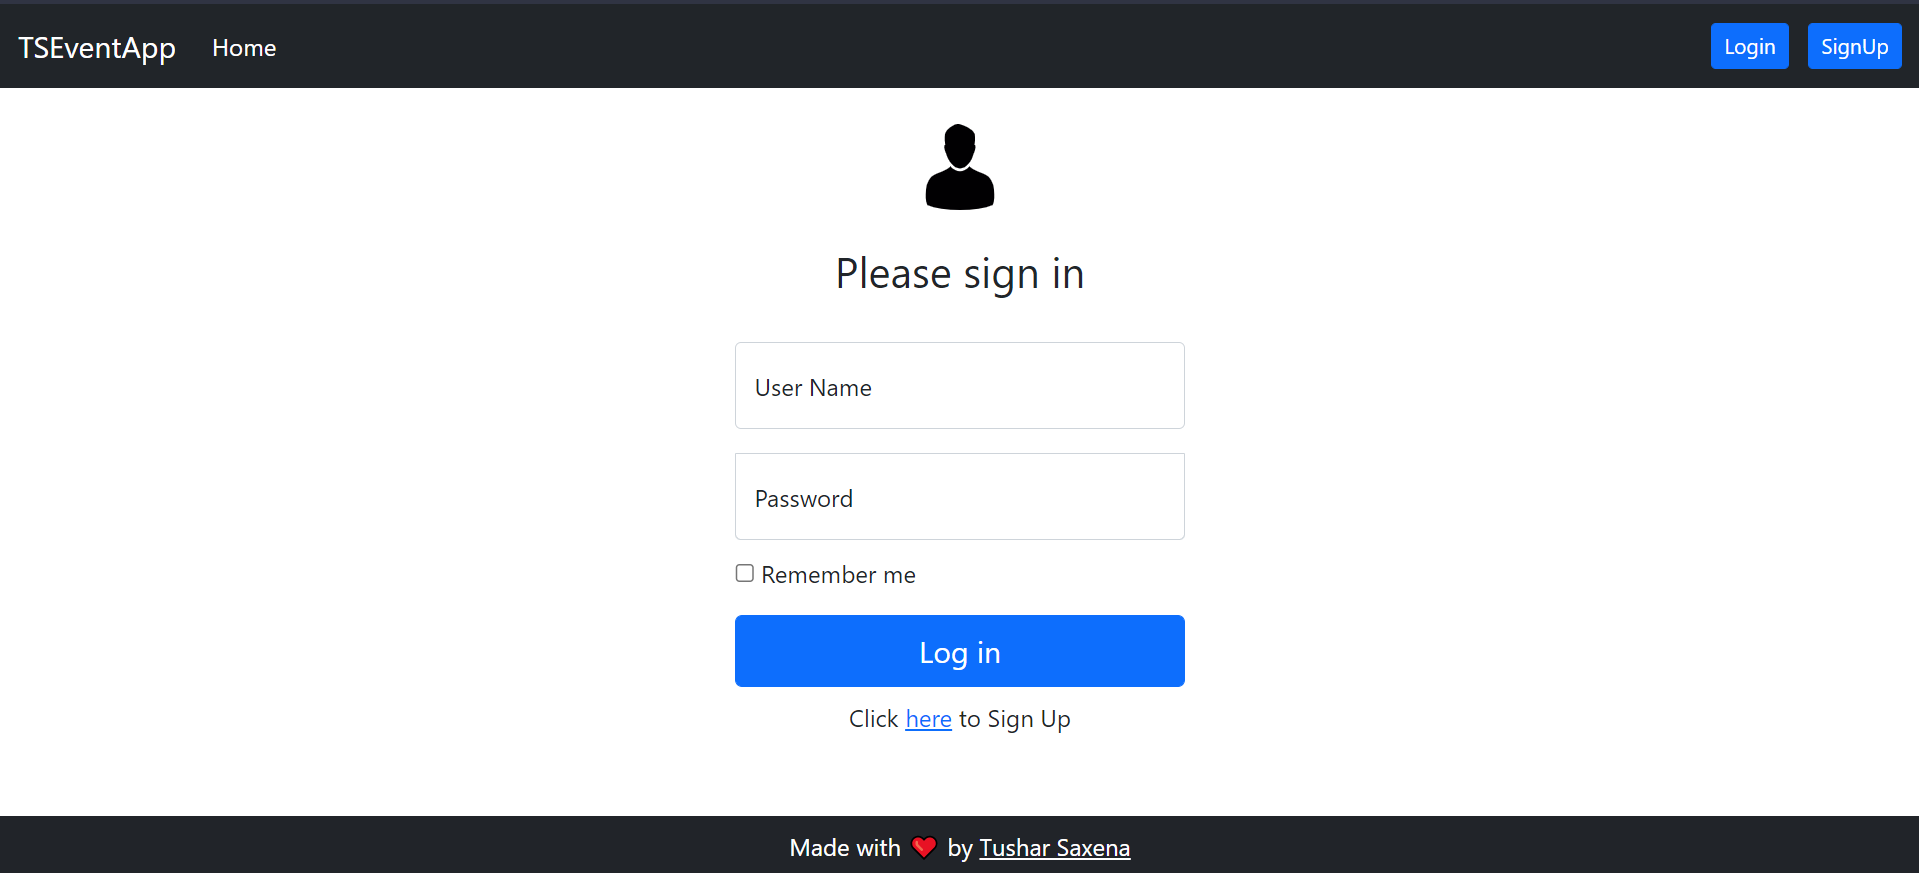 TSEventApp Home Login SignUp
Please sign in
User Name
Password
Remember me
Log in
Click here to Sign Up
Made with ❤️ by Tushar Saxena